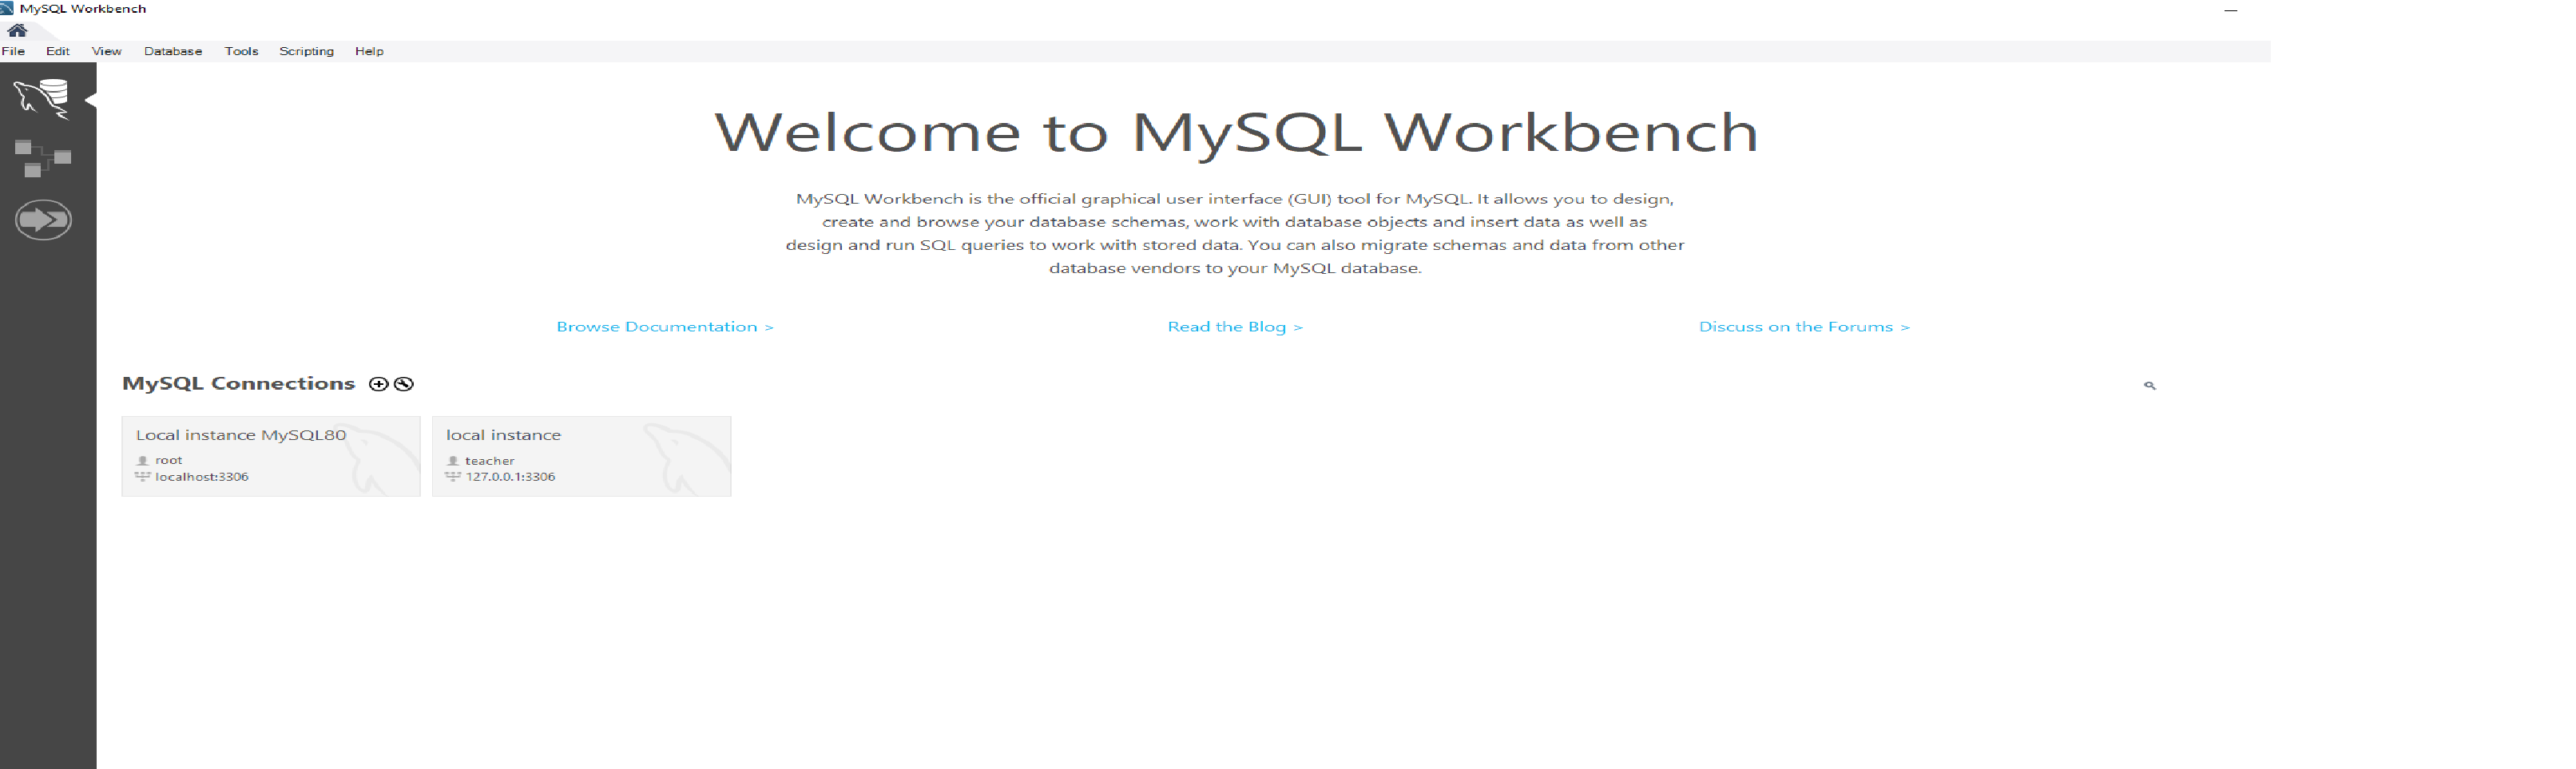 MySQL Workbench
File Edit View Database Tools Scripting Help
Welcome to MySQL Workbench
MySQL Workbench is the official graphical user interface (GUI) tool for MySQL. It allows you to design,
create and browse your database schemas, work with database objects and insert data as well as
design and run SQL queries to work with stored data. You can also migrate schemas and data from other
database vendors to your MySQL database.
Browse Documentation > Read the Blog > Discuss on the Forums >
MySQL Connections
Local instance MySQL80
root
localhost:3306
local instance
teacher
127.0.0.1:3306